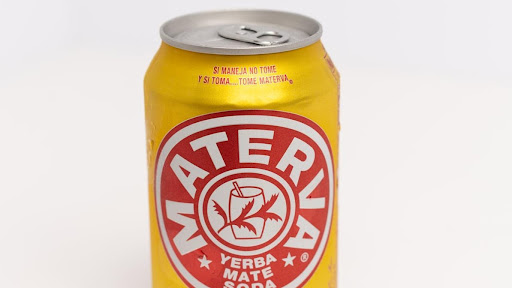 SI MANEJA NO TOME
Y SI TOMA.... TOME MATERVA®
MATERVA®
YERBA
MATE
SODA